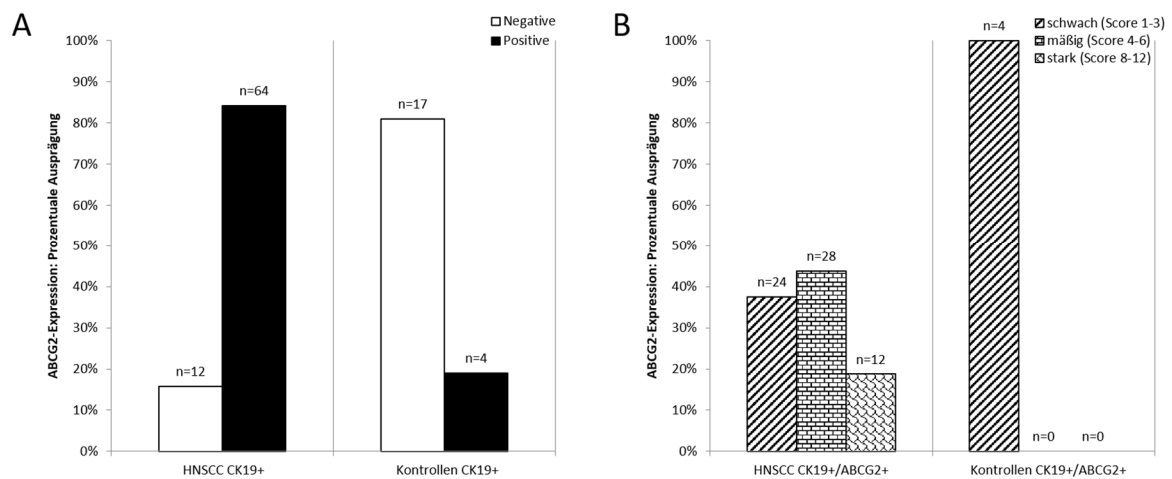 A
Negative
Positive
ABCG2-Expression: Prozentuale Ausprägung
100%
90%
80%
70%
60%
50%
40%
30%
20%
10%
0%
n=12
n=64
n=17
n=4
HNSCC CK19+
Kontrollen CK19+
B
schwach (Score 1-3)
mäßig (Score 4-6)
stark (Score 8-12)
ABCG2-Expression: Prozentuale Ausprägung
100%
90%
80%
70%
60%
50%
40%
30%
20%
10%
0%
n=24
n=28
n=12
n=4
n=0
n=0
HNSCC CK19+/ABCG2+
Kontrollen CK19+/ABCG2+